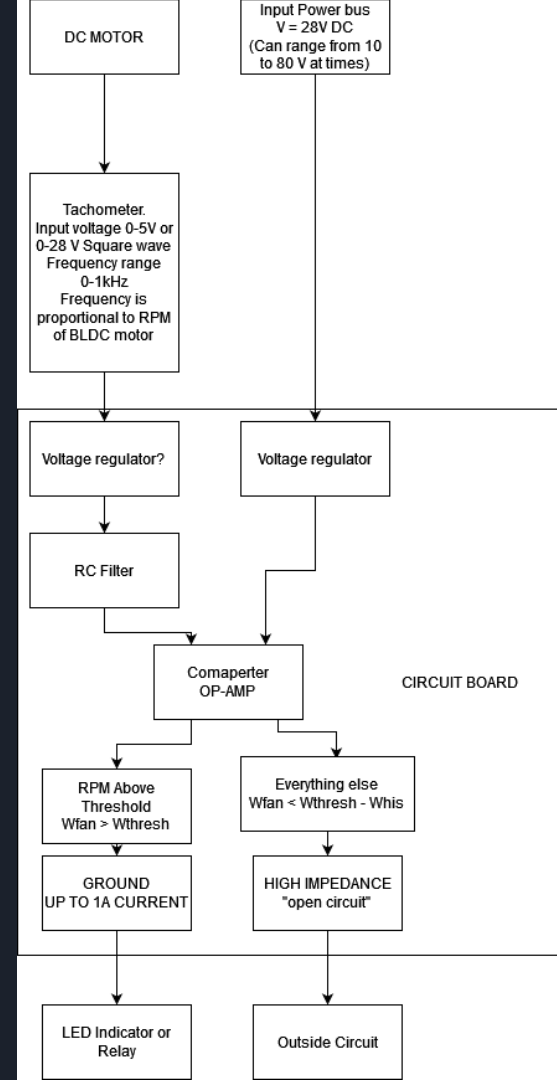 DC MOTOR
Input Power bus
V = 28V DC
(Can range from 10
to 80 V at times)
Tachometer.
Input voltage 0-5V or
0-28 V Square wave
Frequency range
0-1kHz
Frequency is
proportional to RPM
of BLDC motor
Voltage regulator?
Voltage regulator
RC Filter
Comaperter
OP-AMP
CIRCUIT BOARD
RPM Above
Threshold
Wfan > Wthresh
Everything else
Wfan < Wthresh - Whis
GROUND
UP TO 1A CURRENT
HIGH IMPEDANCE
"open circuit"
LED Indicator or
Relay
Outside Circuit